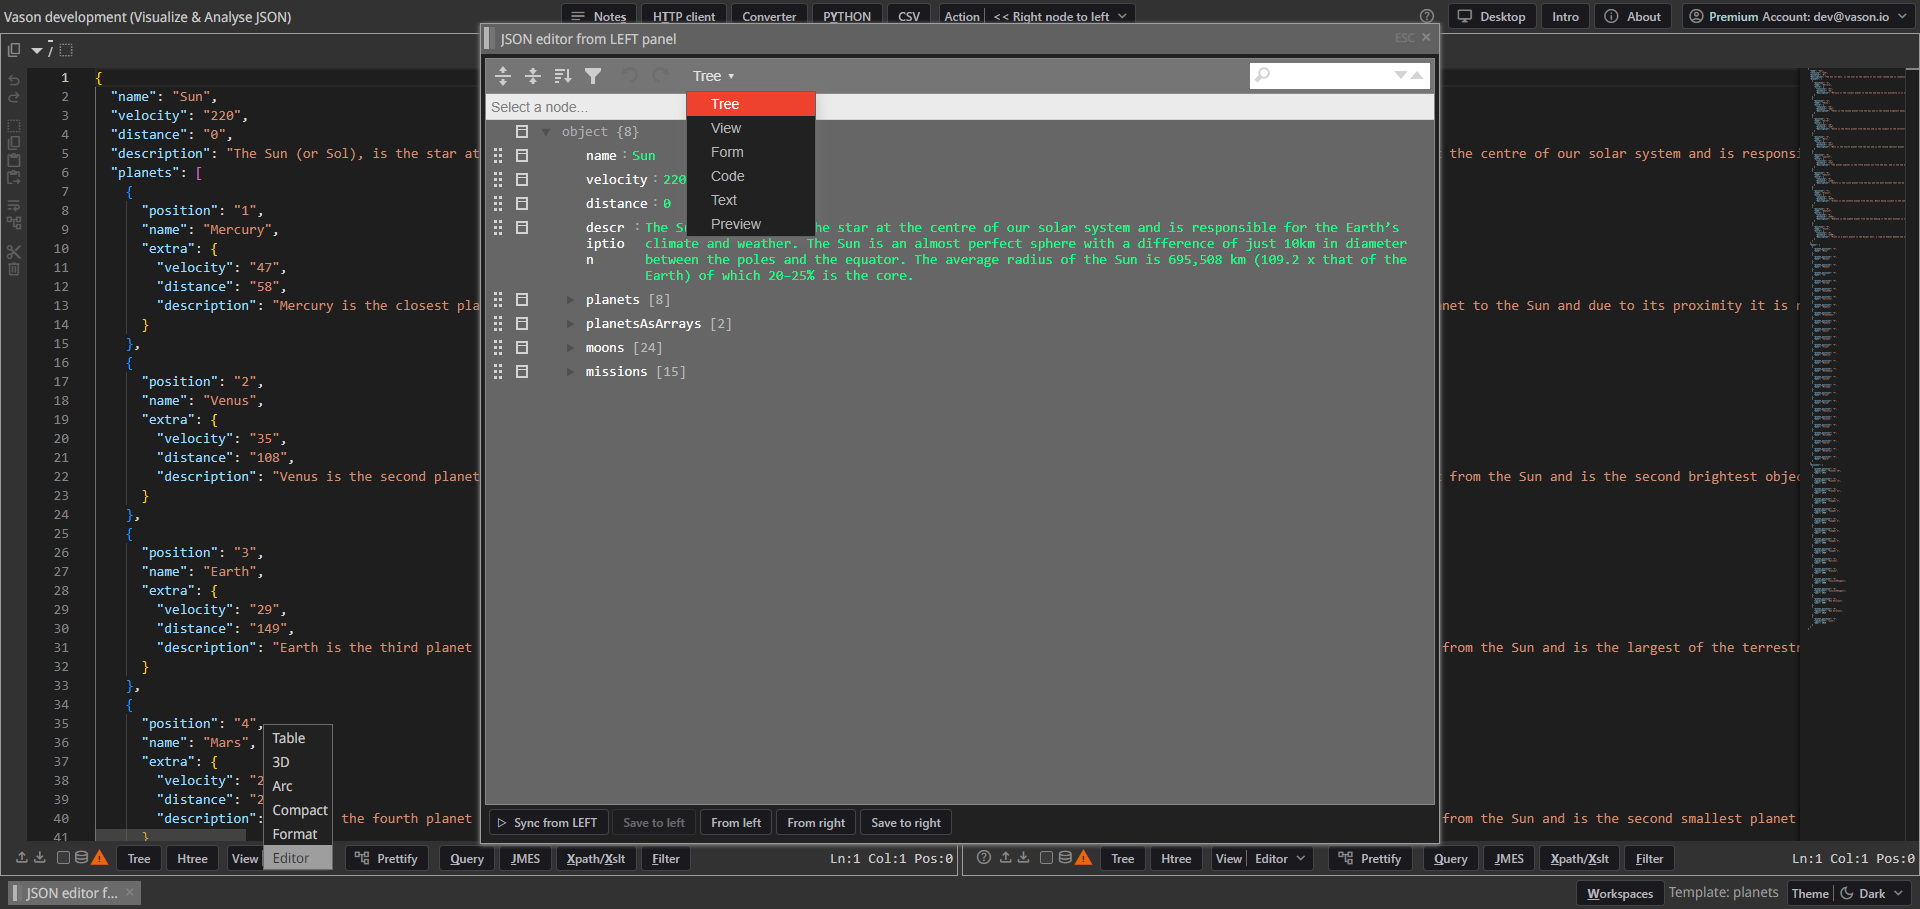 Vason development (Visualize & Analyse JSON)
Notes
HTTP client
Converter
PYTHON
CSV
Action
<< Right node to left
Desktop
Intro
About
Premium Account: dev@vason.io
/
1 {
2 "name": "Sun",
3 "velocity": "220",
4 "distance": "0",
5 "description": "The Sun (or Sol), is the star at
6 "planets": [
7 {
8 "position": "1",
9 "name": "Mercury",
10 "extra": {
11 "velocity": "47",
12 "distance": "58",
13 "description": "Mercury is the closest pla
14 }
15 },
16 {
17 "position": "2",
18 "name": "Venus",
19 "extra": {
20 "velocity": "35",
21 "distance": "108",
22 "description": "Venus is the second planet
23 }
24 },
25 {
26 "position": "3",
27 "name": "Earth",
28 "extra": {
29 "velocity": "29",
30 "distance": "149",
31 "description": "Earth is the third planet
32 }
33 },
34 {
35 "position": "4",
36 "name": "Mars",
37 "extra": {
38 "velocity": "2
39 "distance": "2
40 "description": the fourth planet
41 }
Table
3D
Arc
Compact
Format
Editor
JSON editor from LEFT panel
ESC
Tree
Select a node...
Tree
View
Form
Code
Text
Preview
object {8}
name : Sun
velocity : 220
distance : 0
description : The S the star at the centre of our solar system and is responsible for the Earth’s
climate and weather. The Sun is an almost perfect sphere with a difference of just 10km in diameter
between the poles and the equator. The average radius of the Sun is 695,508 km (109.2 x that of the
Earth) of which 20–25% is the core.
planets [8]
planetsAsArrays [2]
moons [24]
missions [15]
Sync from LEFT
Save to left
From left
From right
Save to right
the centre of our solar system and is responsi
net to the Sun and due to its proximity it is
from the Sun and is the second brightest objec
from the Sun and is the largest of the terrestr
from the Sun and is the second smallest planet
Tree
Htree
View
Prettify
Query
JMES
Xpath/Xslt
Filter
Ln:1 Col:1 Pos:0
Tree
Htree
View
Editor
Prettify
Query
JMES
Xpath/Xslt
Filter
Ln:1 Col:1 Pos:0
JSON editor f...
Workspaces
Template: planets
Theme
Dark